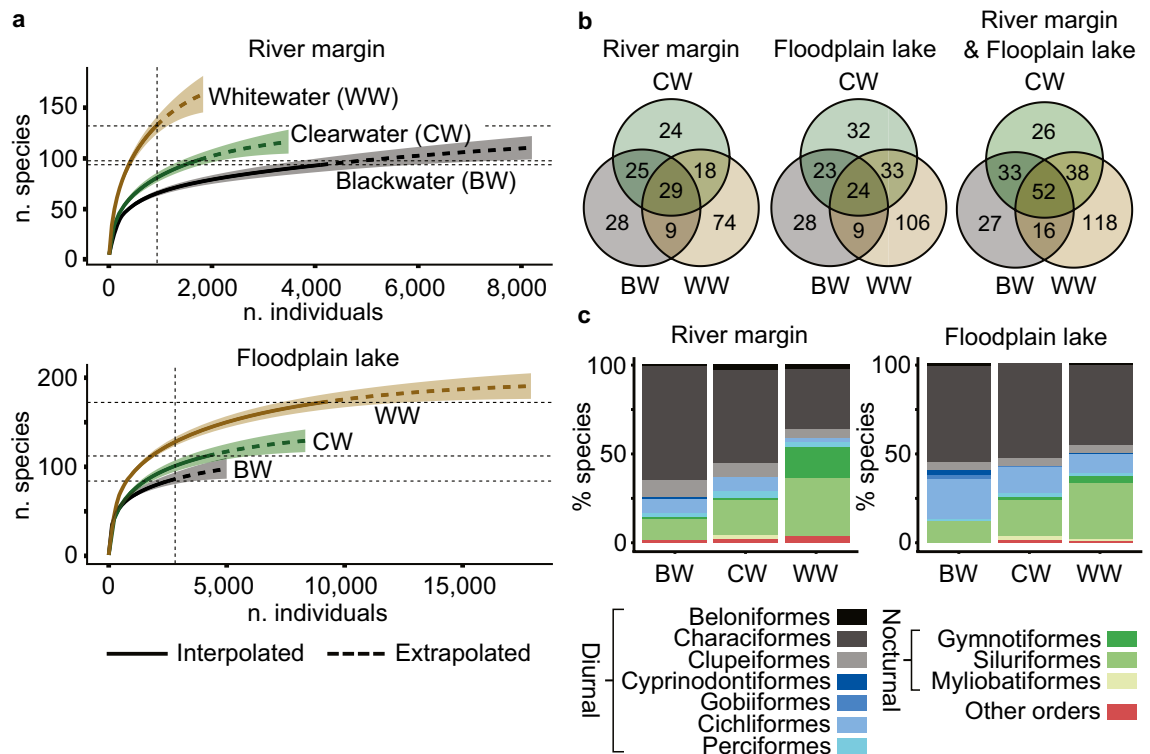 a
River margin
n. species
150
100
50
0
Whitewater (WW)
Clearwater (CW)
Blackwater (BW)
0 2,000 4,000 6,000 8,000
n. individuals
Floodplain lake
n. species
200
100
0
WW
CW
BW
0 5,000 10,000 15,000
n. individuals
Interpolated Extrapolated
b
River margin
CW
24
25 18
29
28 9 74
BW WW
Floodplain lake
CW
32
23 33
24
28 9 106
BW WW
River margin
& Flooplain lake
CW
26
33 38
52
27 16 118
BW WW
c
River margin
% species
100
50
0
BW CW WW
Floodplain lake
% species
100
50
0
BW CW WW
Diurmal
Beloniformes
Characiformes
Clupeiformes
Cyprinodontiformes
Gobiiformes
Cichliformes
Perciformes
Nocturmal
Gymnotiformes
Siluriformes
Myliobatiformes
Other orders